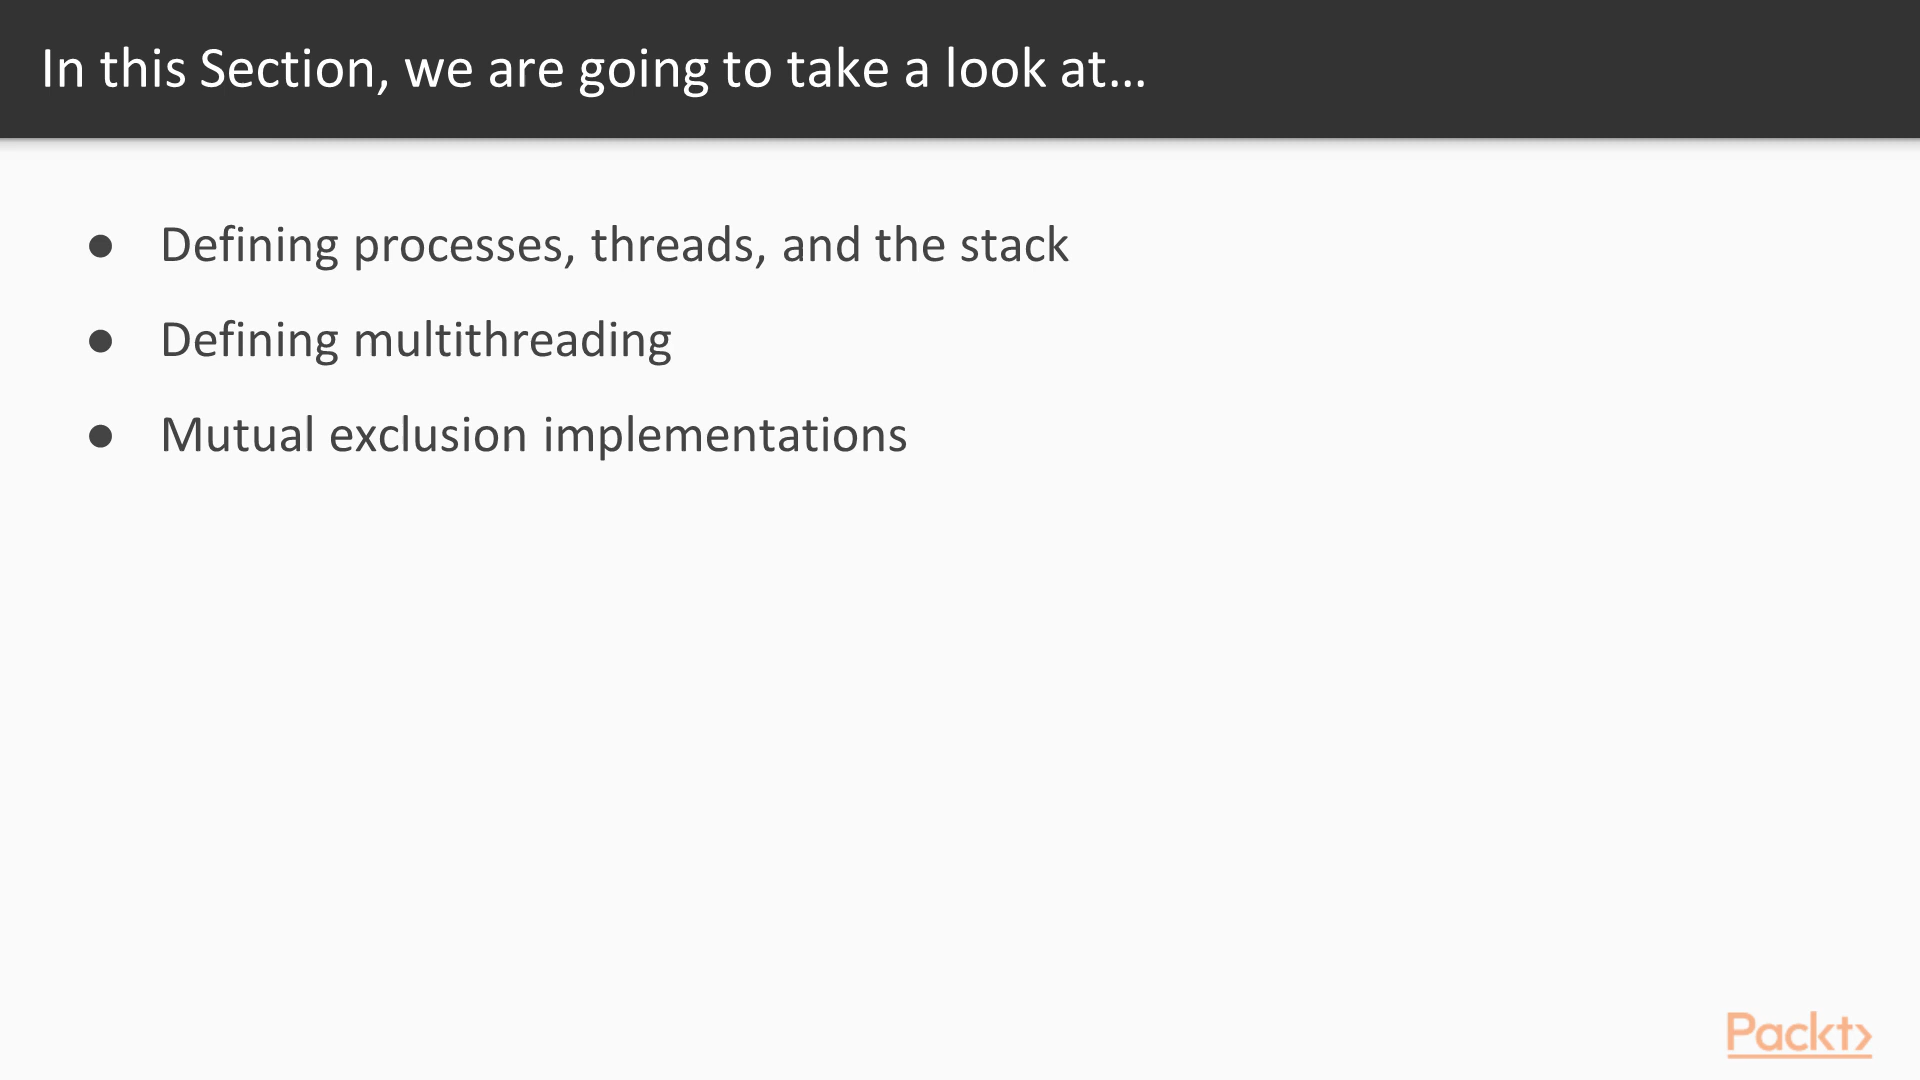 In this Section, we are going to take a look at…
● Defining processes, threads, and the stack
● Defining multithreading
● Mutual exclusion implementations
Packt>